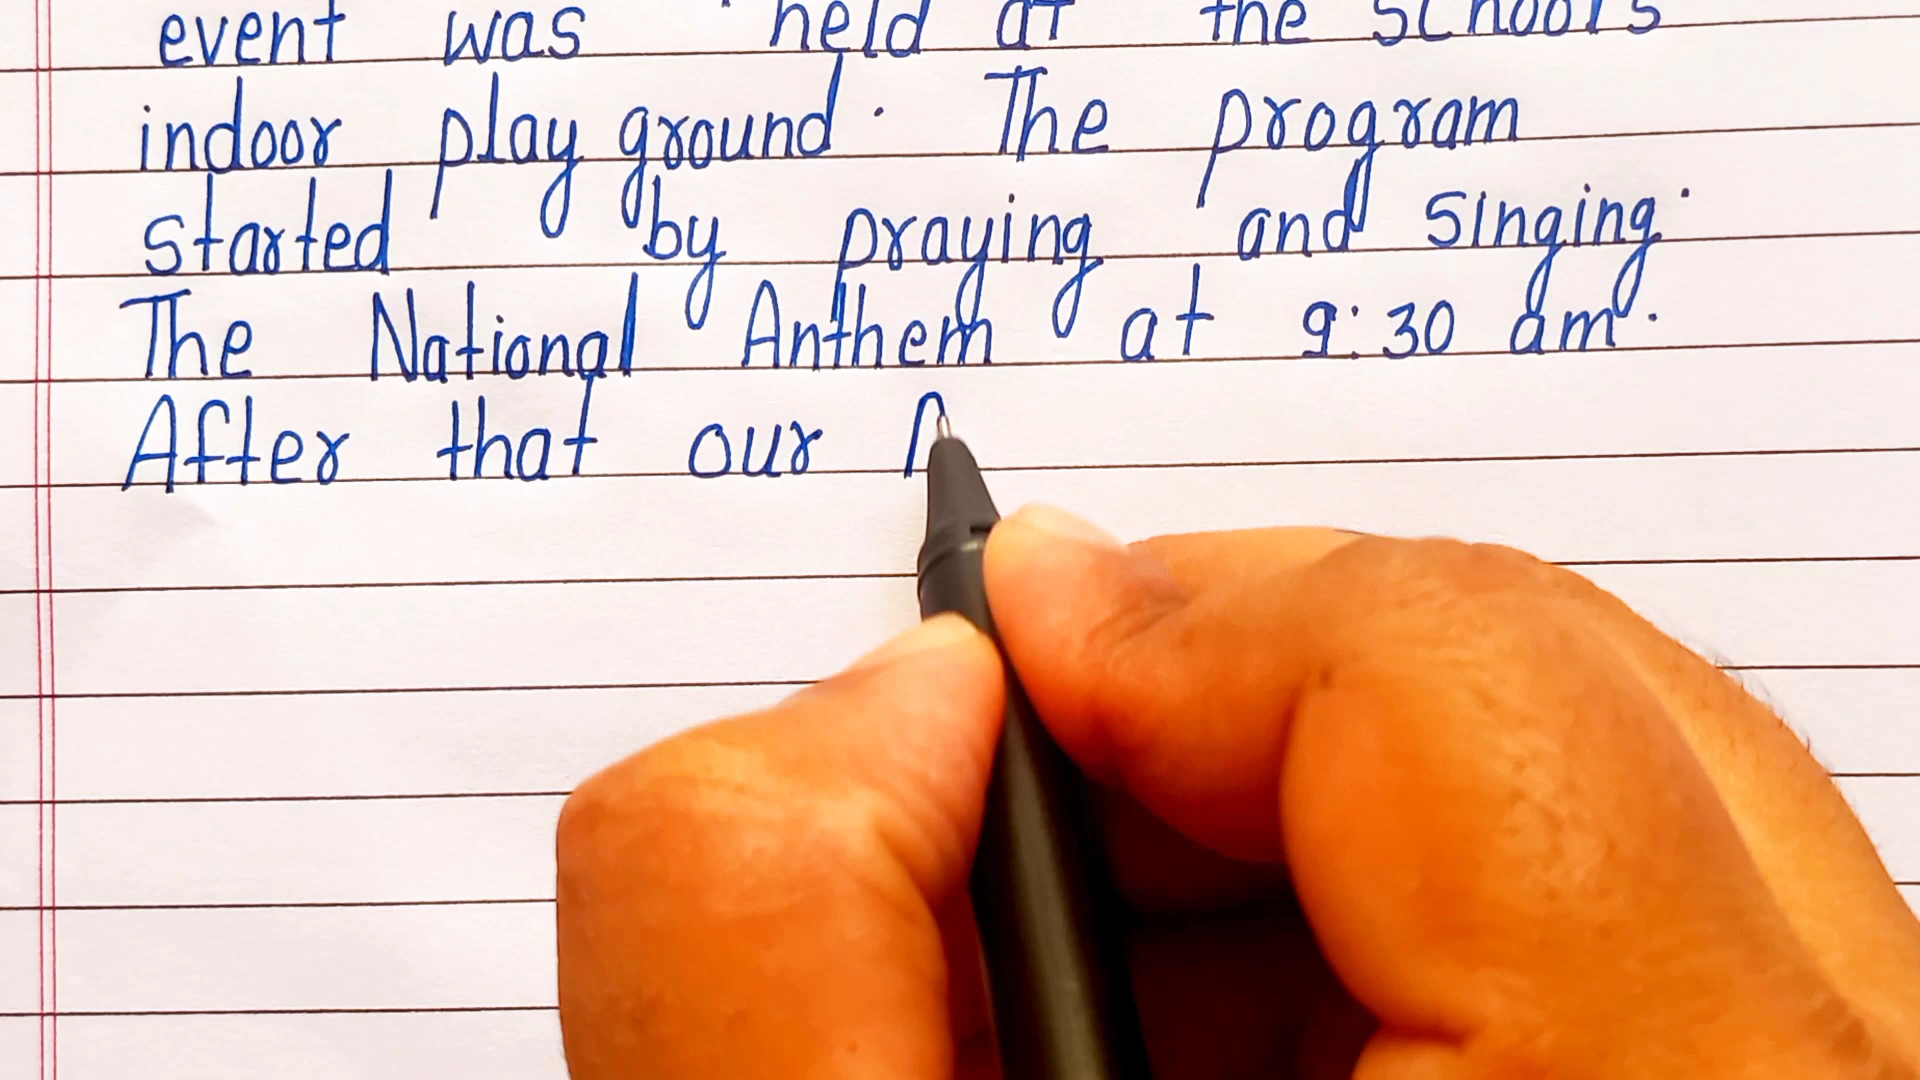 event was held at the schools
indoor play ground. The program
started by praying and singing
The National Anthem at 9:30 am.
After that our